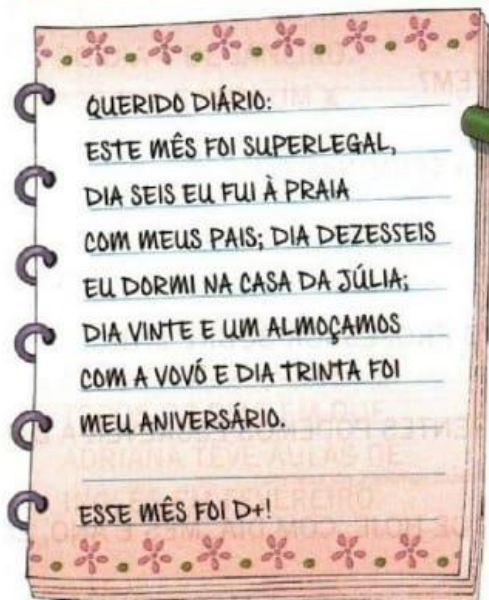 QUERIDO DIÁRIO:
ESTE MÊS FOI SUPERLEGAL,
DIA SEIS EU FUI À PRAIA
COM MEUS PAIS; DIA DEZESSEIS
EU DORMI NA CASA DA JÚLIA;
DIA VINTE E UM ALMOÇAMOS
COM A VOVÓ E DIA TRINTA FOI
MEU ANIVERSÁRIO.
ESSE MÊS FOI D+!